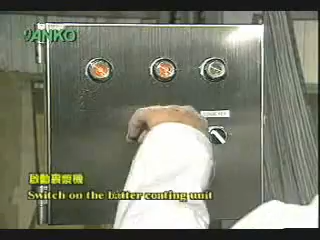 ANKO
啟動裹漿機
Switch on the batter coating unit